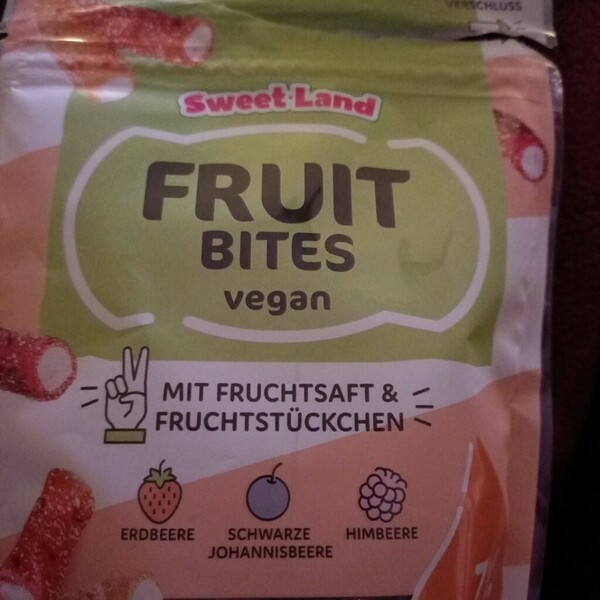 VERSCHLUSS
Sweet Land
FRUIT
BITES
vegan
MIT FRUCHTSAFT &
FRUCHTSTÜCKCHEN
ERDBEERE
SCHWARZE
JOHANNISBEERE
HIMBEERE